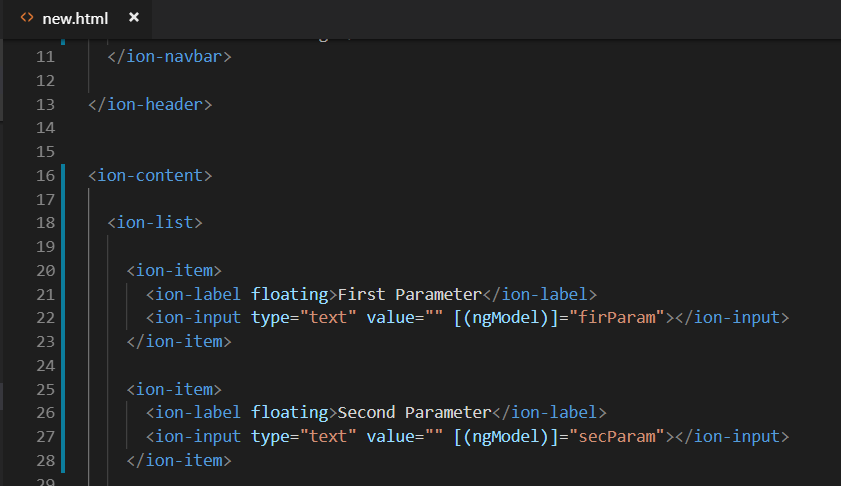 <> new.html ×
11 </ion-navbar>
12
13 </ion-header>
14
15
16 <ion-content>
17
18 <ion-list>
19
20 <ion-item>
21 <ion-label floating>First Parameter</ion-label>
22 <ion-input type="text" value="" [(ngModel)]="firParam"></ion-input>
23 </ion-item>
24
25 <ion-item>
26 <ion-label floating>Second Parameter</ion-label>
27 <ion-input type="text" value="" [(ngModel)]="secParam"></ion-input>
28 </ion-item>
29